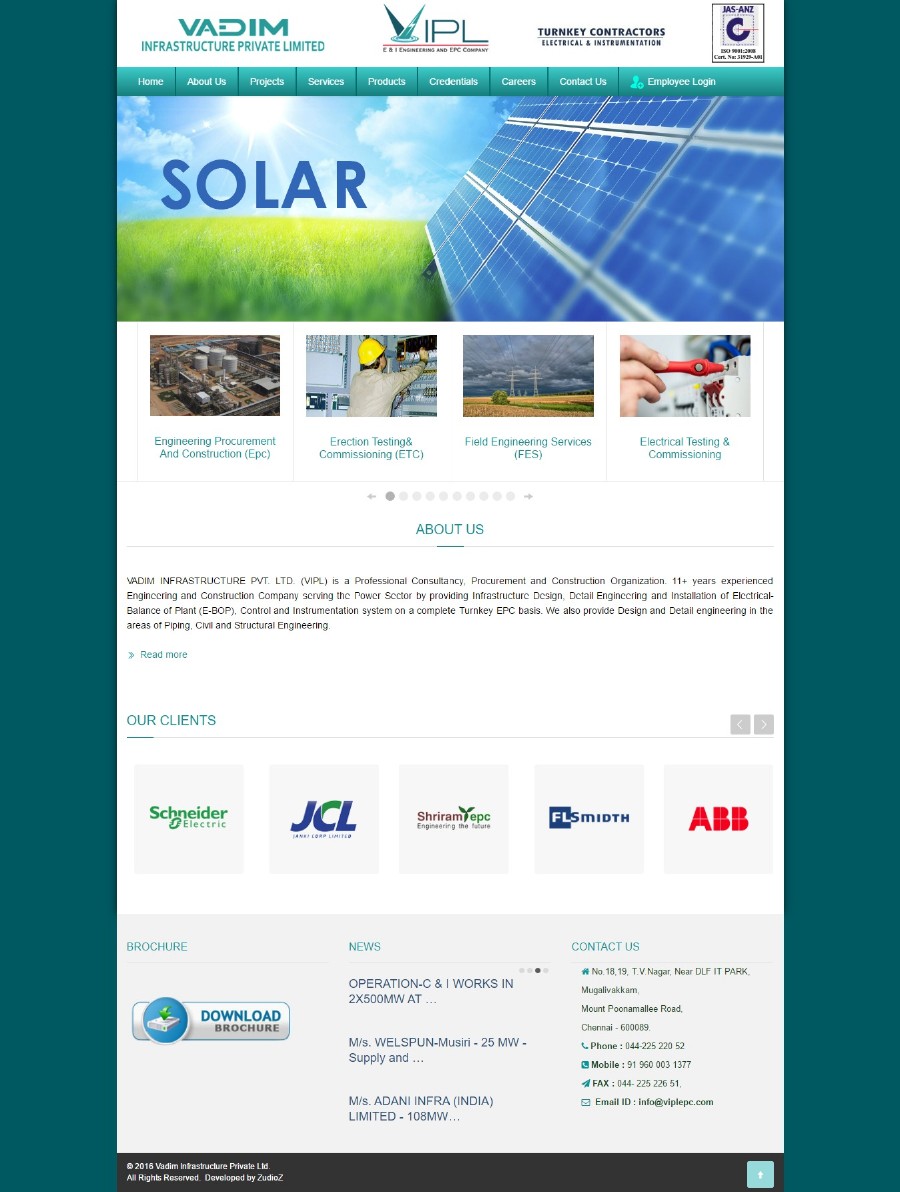 VADIM
INFRASTRUCTURE PRIVATE LIMITED
VIPL
E & I ENGINEERING AND EPC COMPANY
TURNKEY CONTRACTORS
ELECTRICAL & INSTRUMENTATION
JAS-ANZ
C
ISO 9001:2008
Cert. No: 31929-A01
Home About Us Projects Services Products Credentials Careers Contact Us Employee Login
SOLAR
Engineering Procurement
And Construction (Epc)
Erection Testing&
Commissioning (ETC)
Field Engineering Services
(FES)
Electrical Testing &
Commissioning
ABOUT US
VADIM INFRASTRUCTURE PVT. LTD. (VIPL) is a Professional Consultancy, Procurement and Construction Organization. 11+ years experienced
Engineering and Construction Company serving the Power Sector by providing Infrastructure Design, Detail Engineering and Installation of Electrical-
Balance of Plant (E-BOP), Control and Instrumentation system on a complete Turnkey EPC basis. We also provide Design and Detail engineering in the
areas of Piping, Civil and Structural Engineering.
Read more
OUR CLIENTS
Schneider
Electric
JCL
JANKI CORP LIMITED
Shriram epc
Engineering the future
FLSMIDTH
ABB
BROCHURE
DOWNLOAD
BROCHURE
NEWS
OPERATION-C & I WORKS IN
2X500MW AT …
M/s. WELSPUN-Musiri - 25 MW -
Supply and …
M/s. ADANI INFRA (INDIA)
LIMITED - 108MW…
CONTACT US
No.18,19, T.V.Nagar, Near DLF IT PARK,
Mugalivakkam,
Mount Poonamallee Road,
Chennai - 600089.
Phone : 044-225 220 52
Mobile : 91 960 003 1377
FAX : 044- 225 226 51,
Email ID : info@viplepc.com
© 2016 Vadim Infrastructure Private Ltd.
All Rights Reserved. Developed by ZudioZ